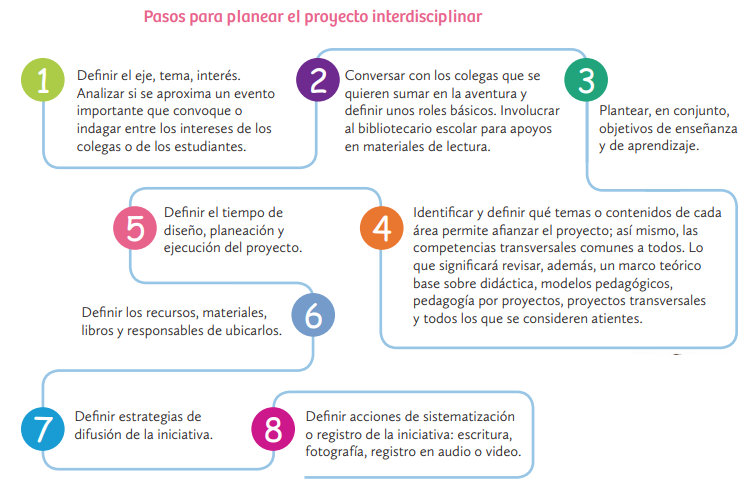 Pasos para planear el proyecto interdisciplinar
1
Definir el eje, tema, interés.
Analizar si se aproxima un evento
importante que convoque o
indagar entre los intereses de los
colegas o de los estudiantes.
2
Conversar con los colegas que se
quieren sumar en la aventura y
definir unos roles básicos. Involucrar
al bibliotecario escolar para apoyos
en materiales de lectura.
3
Plantear, en conjunto,
objetivos de enseñanza
y de aprendizaje.
4
Identificar y definir qué temas o contenidos de cada
área permite afianzar el proyecto; así mismo, las
competencias transversales comunes a todos. Lo
que significará revisar, además, un marco teórico
base sobre didáctica, modelos pedagógicos,
pedagogía por proyectos, proyectos transversales
y todos los que se consideren atientes.
5
Definir el tiempo de
diseño, planeación y
ejecución del proyecto.
6
Definir los recursos, materiales,
libros y responsables de ubicarlos.
7
Definir estrategias de
difusión de la iniciativa.
8
Definir acciones de sistematización
o registro de la iniciativa: escritura,
fotografía, registro en audio o video.